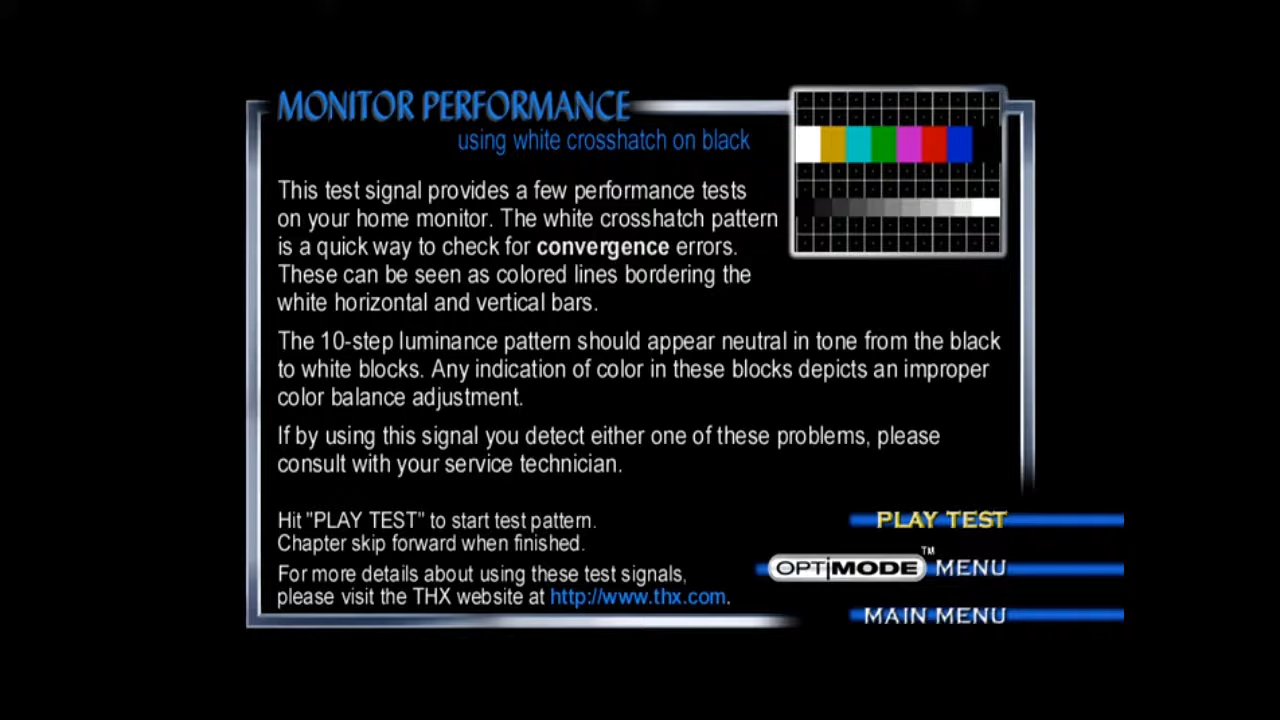 MONITOR PERFORMANCE
using white crosshatch on black
This test signal provides a few performance tests
on your home monitor. The white crosshatch pattern
is a quick way to check for convergence errors.
These can be seen as colored lines bordering the
white horizontal and vertical bars.
The 10-step luminance pattern should appear neutral in tone from the black
to white blocks. Any indication of color in these blocks depicts an improper
color balance adjustment.
If by using this signal you detect either one of these problems, please
consult with your service technician.
Hit "PLAY TEST" to start test pattern.
Chapter skip forward when finished.
For more details about using these test signals,
please visit the THX website at http://www.thx.com.
PLAY TEST
OPTIMODE™ MENU
MAIN MENU